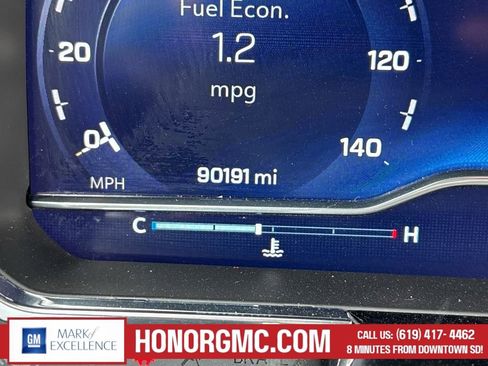 Fuel Econ.
1.2
mpg
20
120
0
140
MPH
90191 mi
C
H
GM
MARK of
EXCELLENCE
HONORGMC.COM
CALL US: (619) 417- 4462
8 MINUTES FROM DOWNTOWN SD!